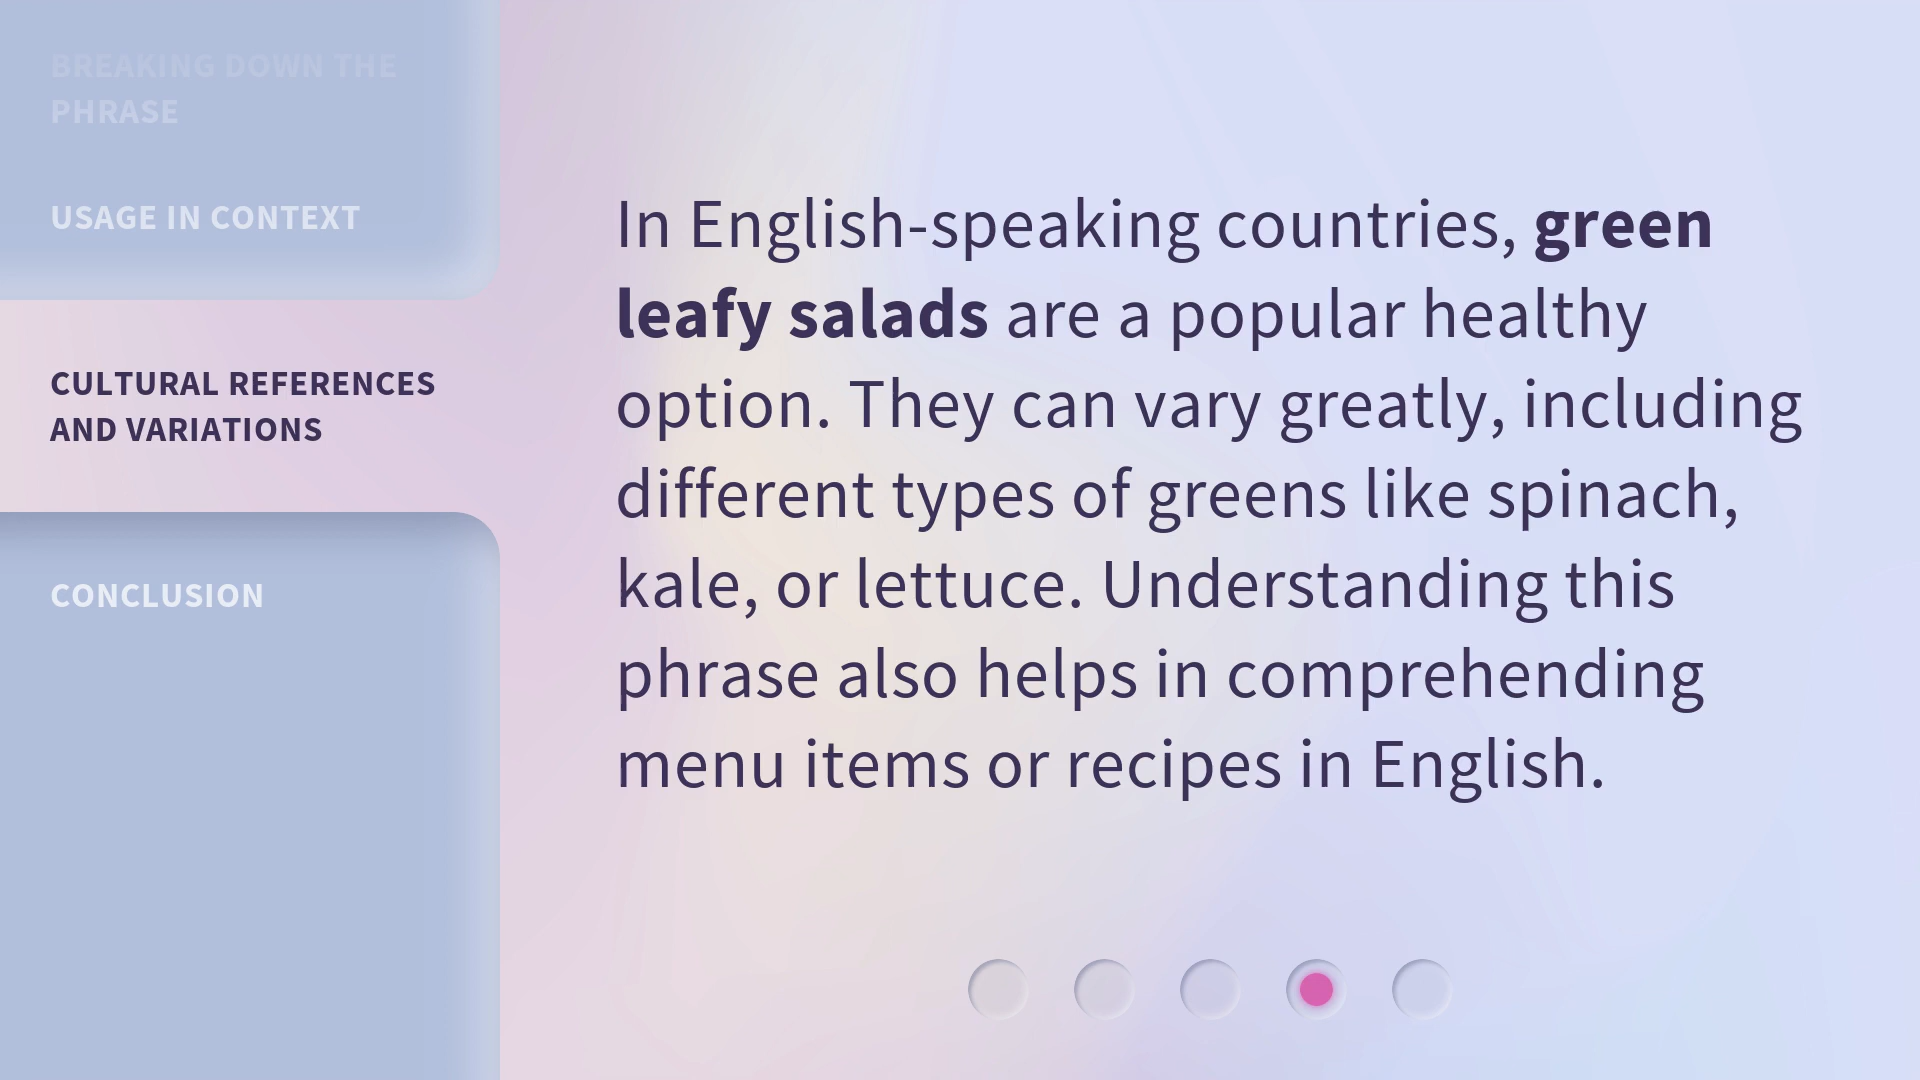 BREAKING DOWN THE
PHRASE
USAGE IN CONTEXT
CULTURAL REFERENCES
AND VARIATIONS
CONCLUSION
In English-speaking countries, green
leafy salads are a popular healthy
option. They can vary greatly, including
different types of greens like spinach,
kale, or lettuce. Understanding this
phrase also helps in comprehending
menu items or recipes in English.